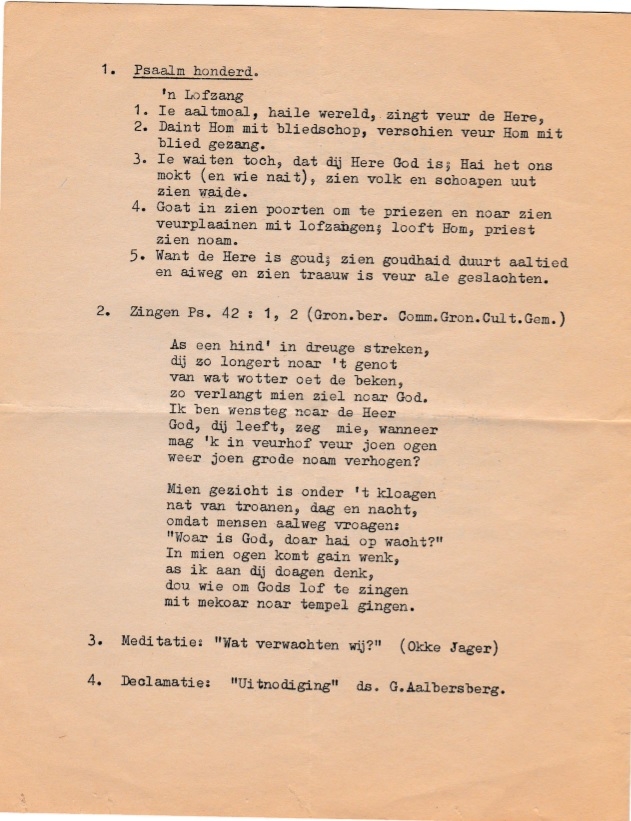 1. Psaalm honderd.
'n Lofzang
1. Ie aaltmoal, haile wereld, zingt veur de Here,
2. Daint Hom mit bliedschop, verschien veur Hom mit
blied gezang.
3. Ie waiten toch, dat dij Here God is; Hai het ons
mokt (en wie nait), zien volk en schoapen uut
zien waide.
4. Goat in zien poorten om te priezen en noar zien
veurplaainen mit lofzangen; looft Hom, priest
zien noam.
5. Want de Here is goud; zien goudhaid duurt aaltied
en aiweg en zien traauw is veur ale geslachten.
2. Zingen Ps. 42 : 1, 2 (Gron.ber. Comm.Gron.Cult.Gem.)
As een hind' in dreuge streken,
dij zo longert noar 't genot
van wat wotter oet de beken,
zo verlangt mien ziel noar God.
Ik ben wensteg noar de Heer
God, dij leeft, zeg mie, wanneer
mag 'k in veurhof veur joen ogen
weer joen grode noam verhogen?
Mien gezicht is onder 't kloagen
nat van troanen, dag en nacht,
omdat mensen aalweg vroagen:
"Woar is God, doar hai op wacht?"
In mien ogen komt gain wenk,
as ik aan dij doagen denk,
dou wie om Gods lof te zingen
mit mekoar noar tempel gingen.
3. Meditatie: "Wat verwachten wij?" (Okke Jager)
4. Declamatie: "Uitnodiging" ds. G.Aalbersberg.